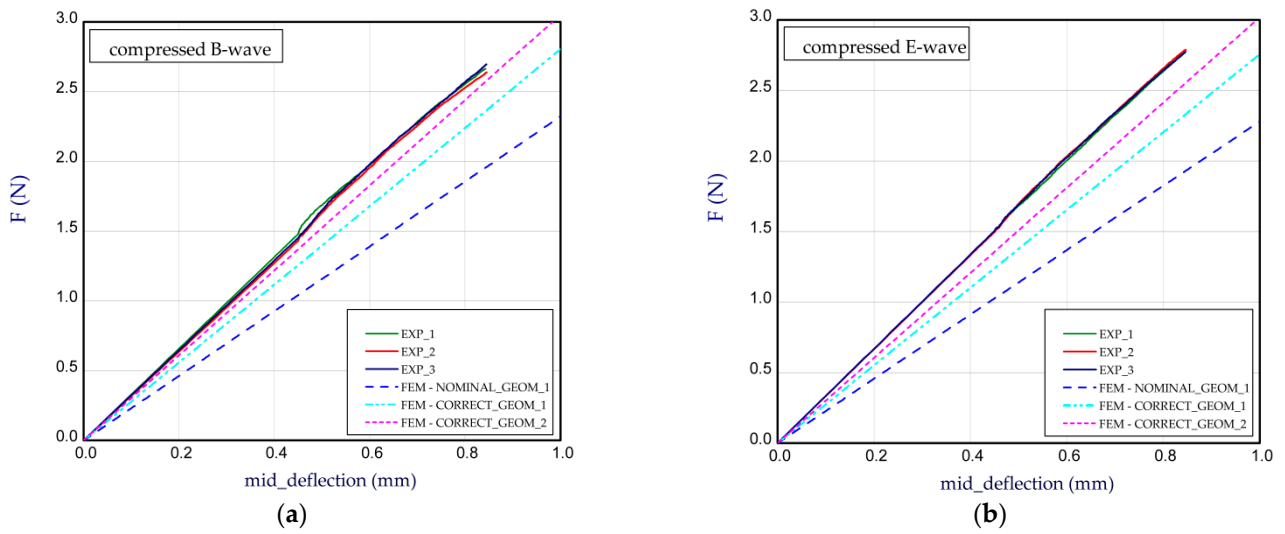 compressed B-wave
3.0
2.5
2.0
1.5
1.0
0.5
0.0
F (N)
EXP_1
EXP_2
EXP_3
FEM - NOMINAL_GEOM_1
FEM - CORRECT_GEOM_1
FEM - CORRECT_GEOM_2
0.0 0.2 0.4 0.6 0.8 1.0
mid_deflection (mm)
(a)
compressed E-wave
3.0
2.5
2.0
1.5
1.0
0.5
0.0
F (N)
EXP_1
EXP_2
EXP_3
FEM - NOMINAL_GEOM_1
FEM - CORRECT_GEOM_1
FEM - CORRECT_GEOM_2
0.0 0.2 0.4 0.6 0.8 1.0
mid_deflection (mm)
(b)